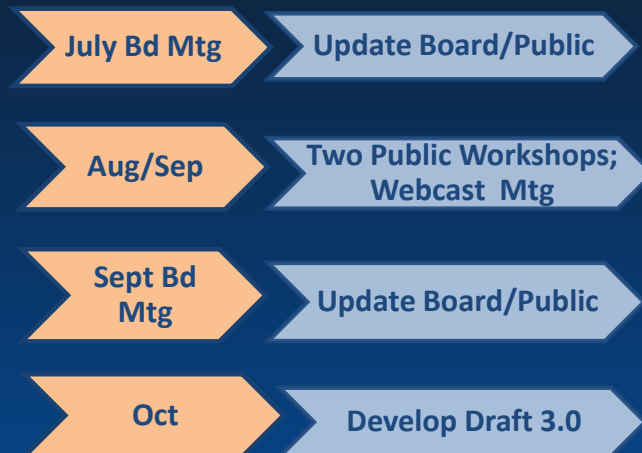 July Bd Mtg
Update Board/Public
Aug/Sep
Two Public Workshops;
Webcast Mtg
Sept Bd
Mtg
Update Board/Public
Oct
Develop Draft 3.0